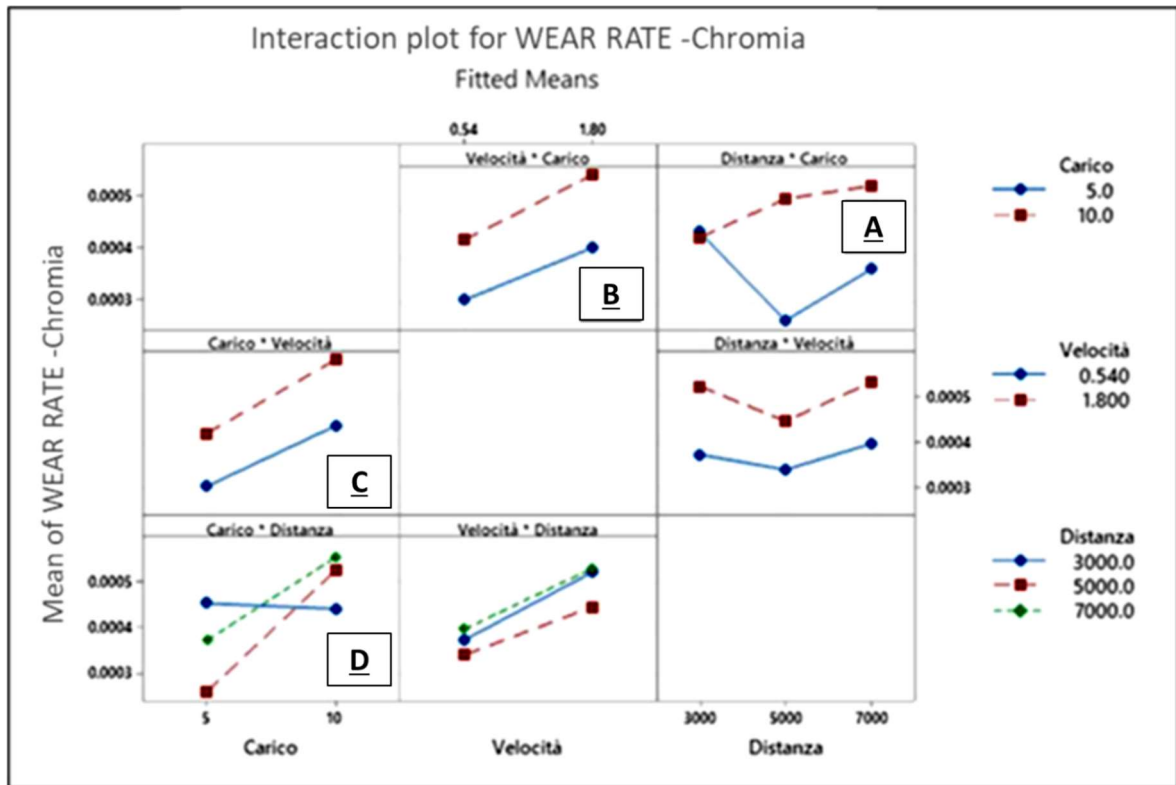 Interaction plot for WEAR RATE -Chromia
Fitted Means
0.54 1.80
Velocità * Carico
Distanza * Carico
Carico
5.0
10.0
0.0005
0.0004
0.0003
A
B
Carico * Velocità
Distanza * Velocità
Velocità
0.540
1.800
0.0005
0.0004
0.0003
C
Carico * Distanza
Velocità * Distanza
Distanza
3000.0
5000.0
7000.0
0.0005
0.0004
0.0003
D
5 10
3000 5000 7000
Carico
Velocità
Distanza
Mean of WEAR RATE -Chromia